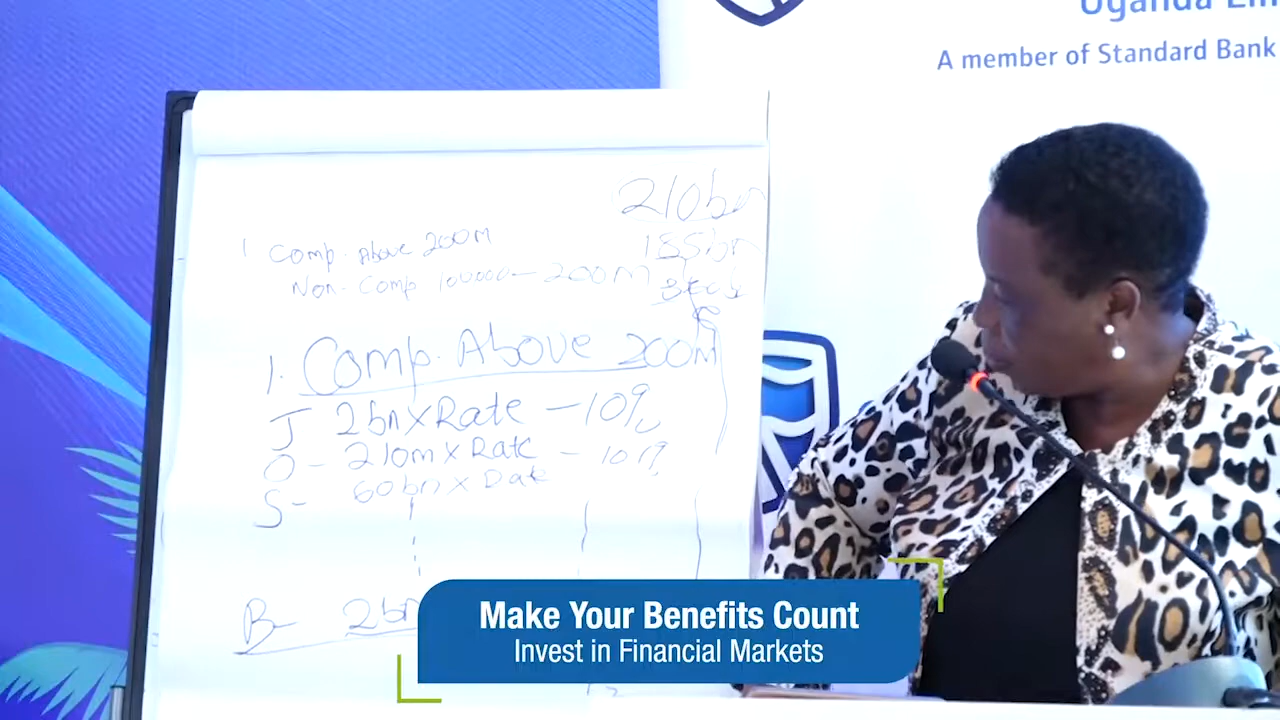 Uganda
A member of Standard Bank
210bn
185bn
1 Comp. Above 200M
Non-Comp 100000 - 200M
1. Comp. Above 200M
J 2bn x Rate - 10%
O - 210m x Rate - 10%
S - 60bn x Rate
B - 2bn
Make Your Benefits Count
Invest in Financial Markets